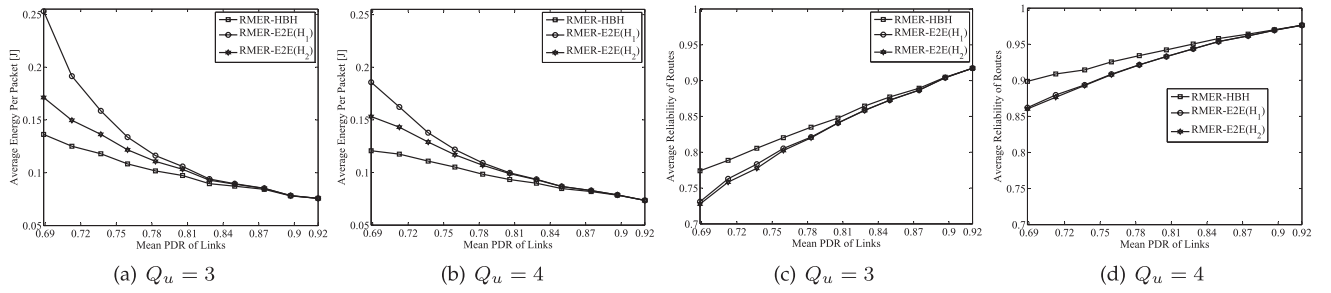 Average Energy Per Packet [J]
0.25
0.2
0.15
0.1
0.05
RMER-HBH
RMER-E2E(H1)
RMER-E2E(H2)
0.69 0.72 0.75 0.78 0.81 0.84 0.87 0.9 0.92
Mean PDR of Links
(a) Qu = 3
Average Energy Per Packet [J]
0.25
0.2
0.15
0.1
0.05
RMER-HBH
RMER-E2E(H1)
RMER-E2E(H2)
0.69 0.72 0.75 0.78 0.81 0.84 0.87 0.9 0.92
Mean PDR of Links
(b) Qu = 4
Average Reliability of Routes
1
0.95
0.9
0.85
0.8
0.75
0.7
RMER-HBH
RMER-E2E(H1)
RMER-E2E(H2)
0.69 0.72 0.75 0.78 0.81 0.84 0.87 0.9 0.92
Mean PDR of Links
(c) Qu = 3
Average Reliability of Routes
1
0.95
0.9
0.85
0.8
0.75
0.7
RMER-HBH
RMER-E2E(H1)
RMER-E2E(H2)
0.69 0.72 0.75 0.78 0.81 0.84 0.87 0.9 0.92
Mean PDR of Links
(d) Qu = 4